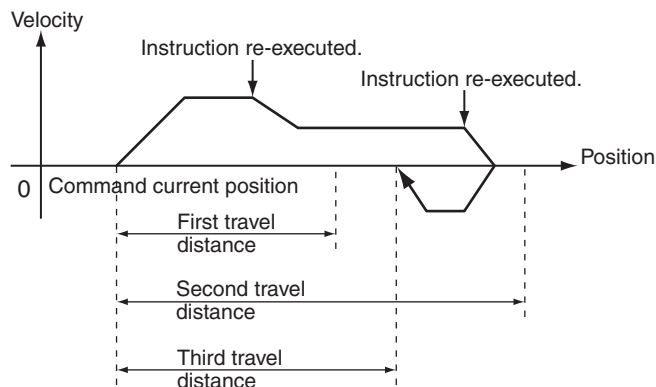 Velocity
Instruction re-executed.
Instruction re-executed.
Position
0
Command current position
First travel
distance
Second travel
distance
Third travel
distance